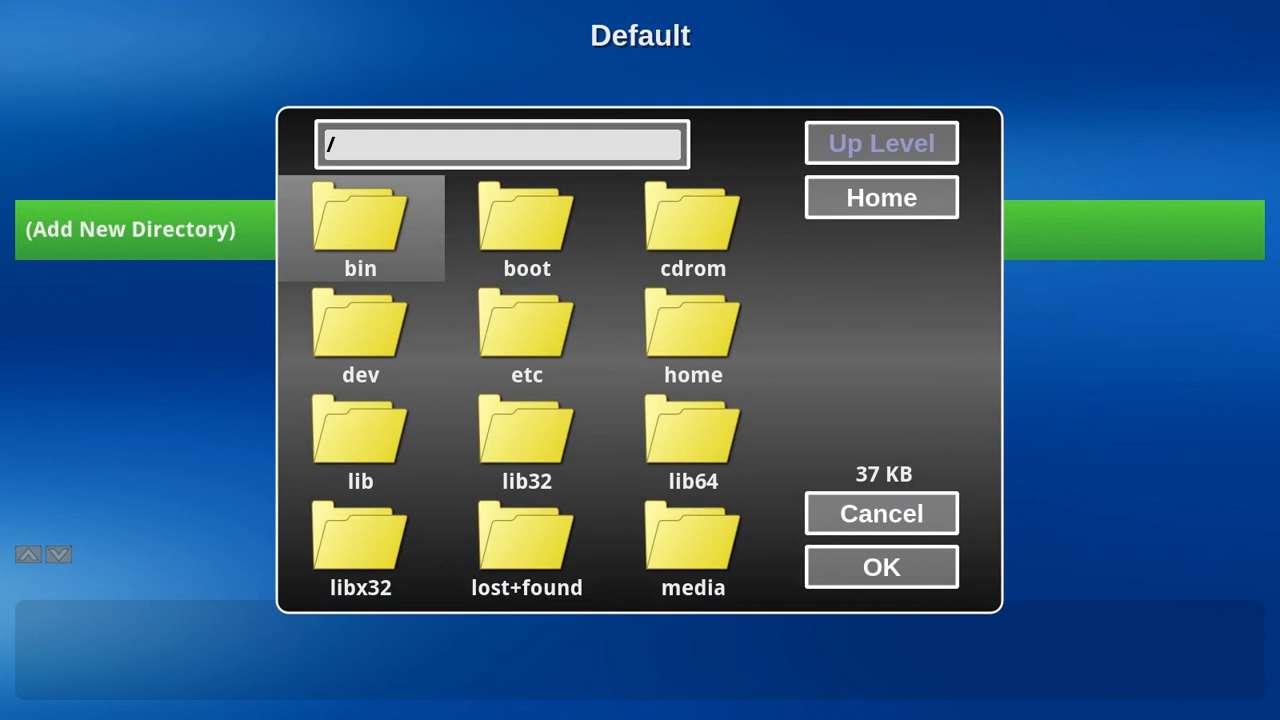 Default
/
Up Level
Home
(Add New Directory)
bin
boot
cdrom
dev
etc
home
lib
lib32
lib64
libx32
lost+found
media
37 KB
Cancel
OK